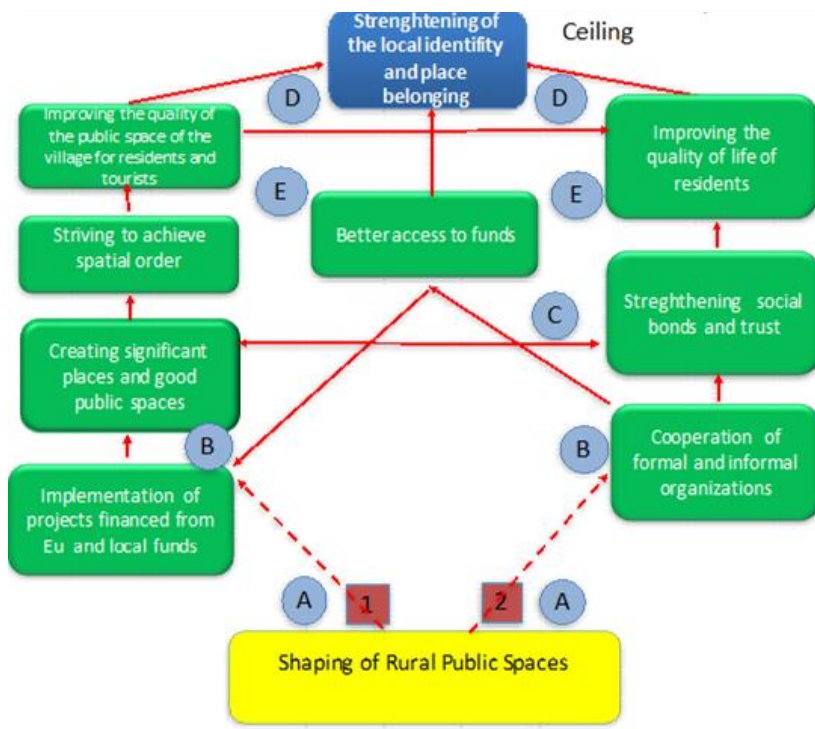 Strenghtening of
the local identifity
and place
belonging
Ceiling
D
D
Improving the quality of
the public space of the
village for residents and
tourists
Improving the
quality of life of
residents
E
E
Better access to funds
Striving to achieve
spatial order
C
Streghthening social
bonds and trust
Creating significant
places and good
public spaces
B
B
Cooperation of
formal and informal
organizations
Implementation of
projects financed from
Eu and local funds
A
1
2
A
Shaping of Rural Public Spaces